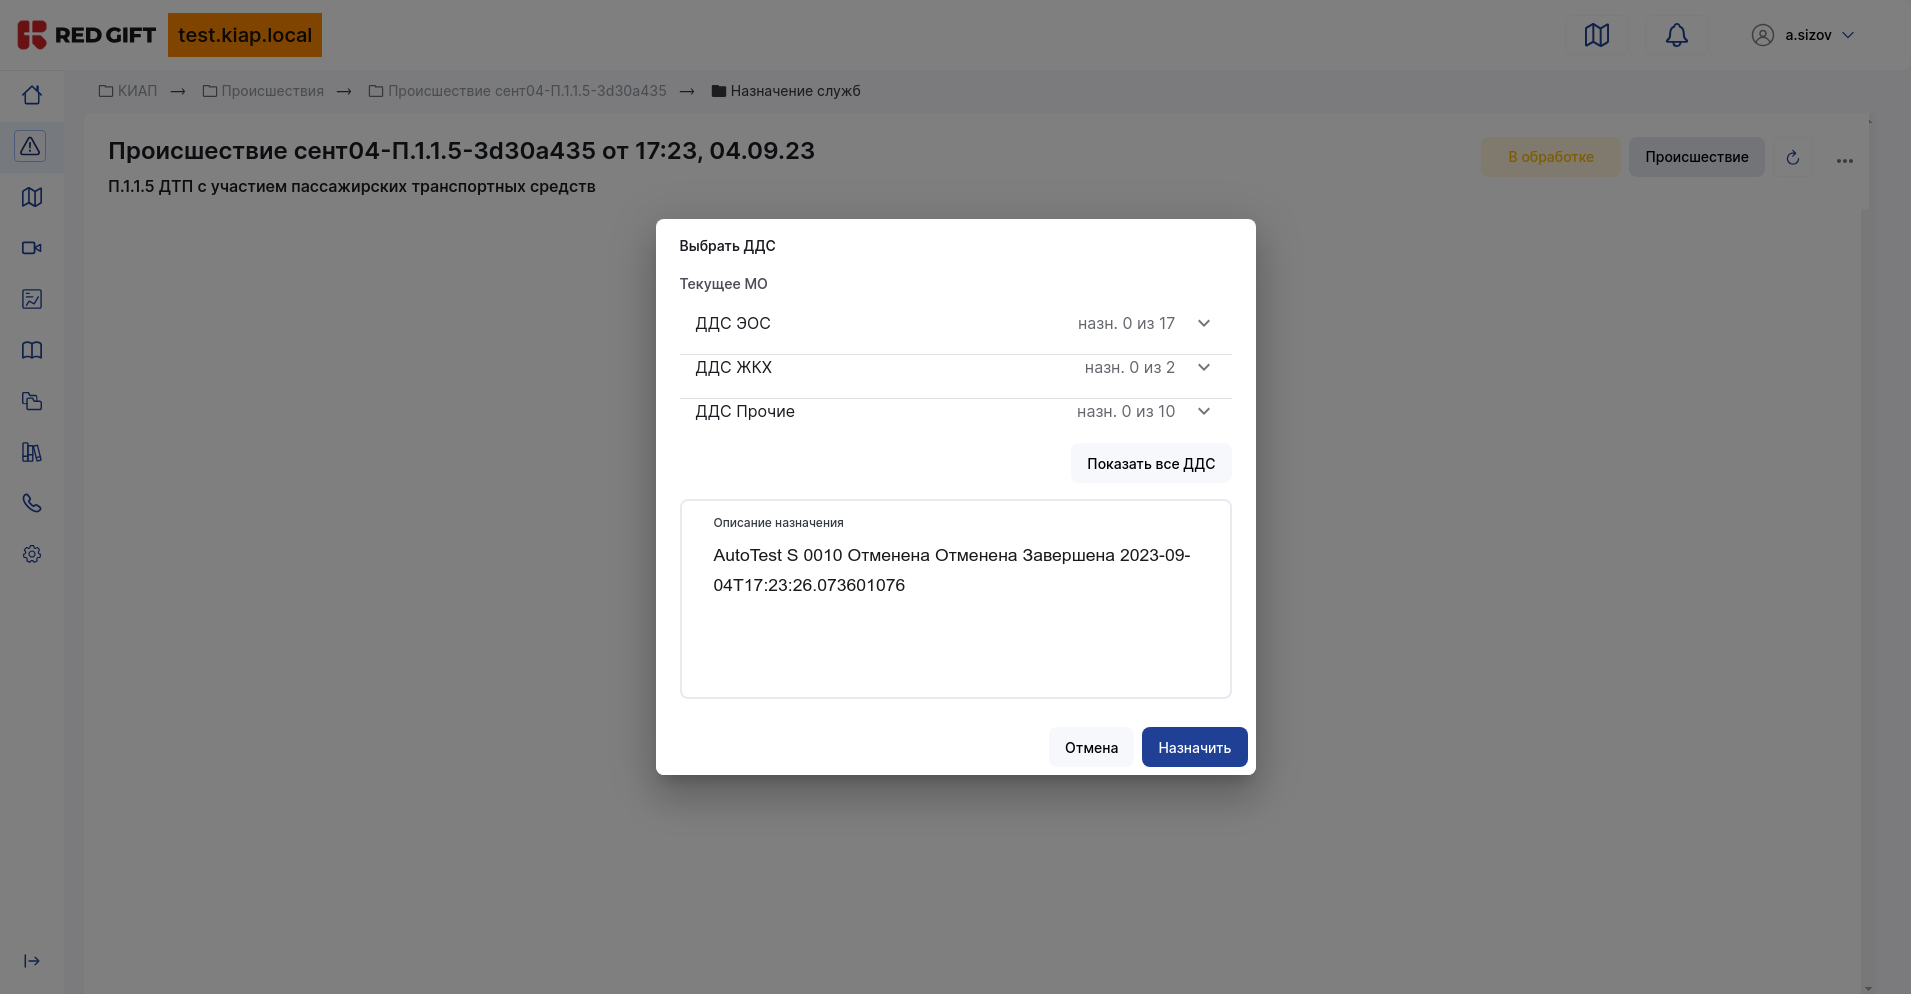 RED GIFT test.kiap.local a.sizov
КИАП → Происшествия → Происшествие сент04-П.1.1.5-3d30a435 → Назначение служб
Происшествие сент04-П.1.1.5-3d30a435 от 17:23, 04.09.23
В обработке Происшествие
П.1.1.5 ДТП с участием пассажирских транспортных средств
Выбрать ДДС
Текущее МО
ДДС ЭОС назн. 0 из 17
ДДС ЖКХ назн. 0 из 2
ДДС Прочие назн. 0 из 10
Показать все ДДС
Описание назначения
AutoTest S 0010 Отменена Отменена Завершена 2023-09-
04T17:23:26.073601076
Отмена Назначить